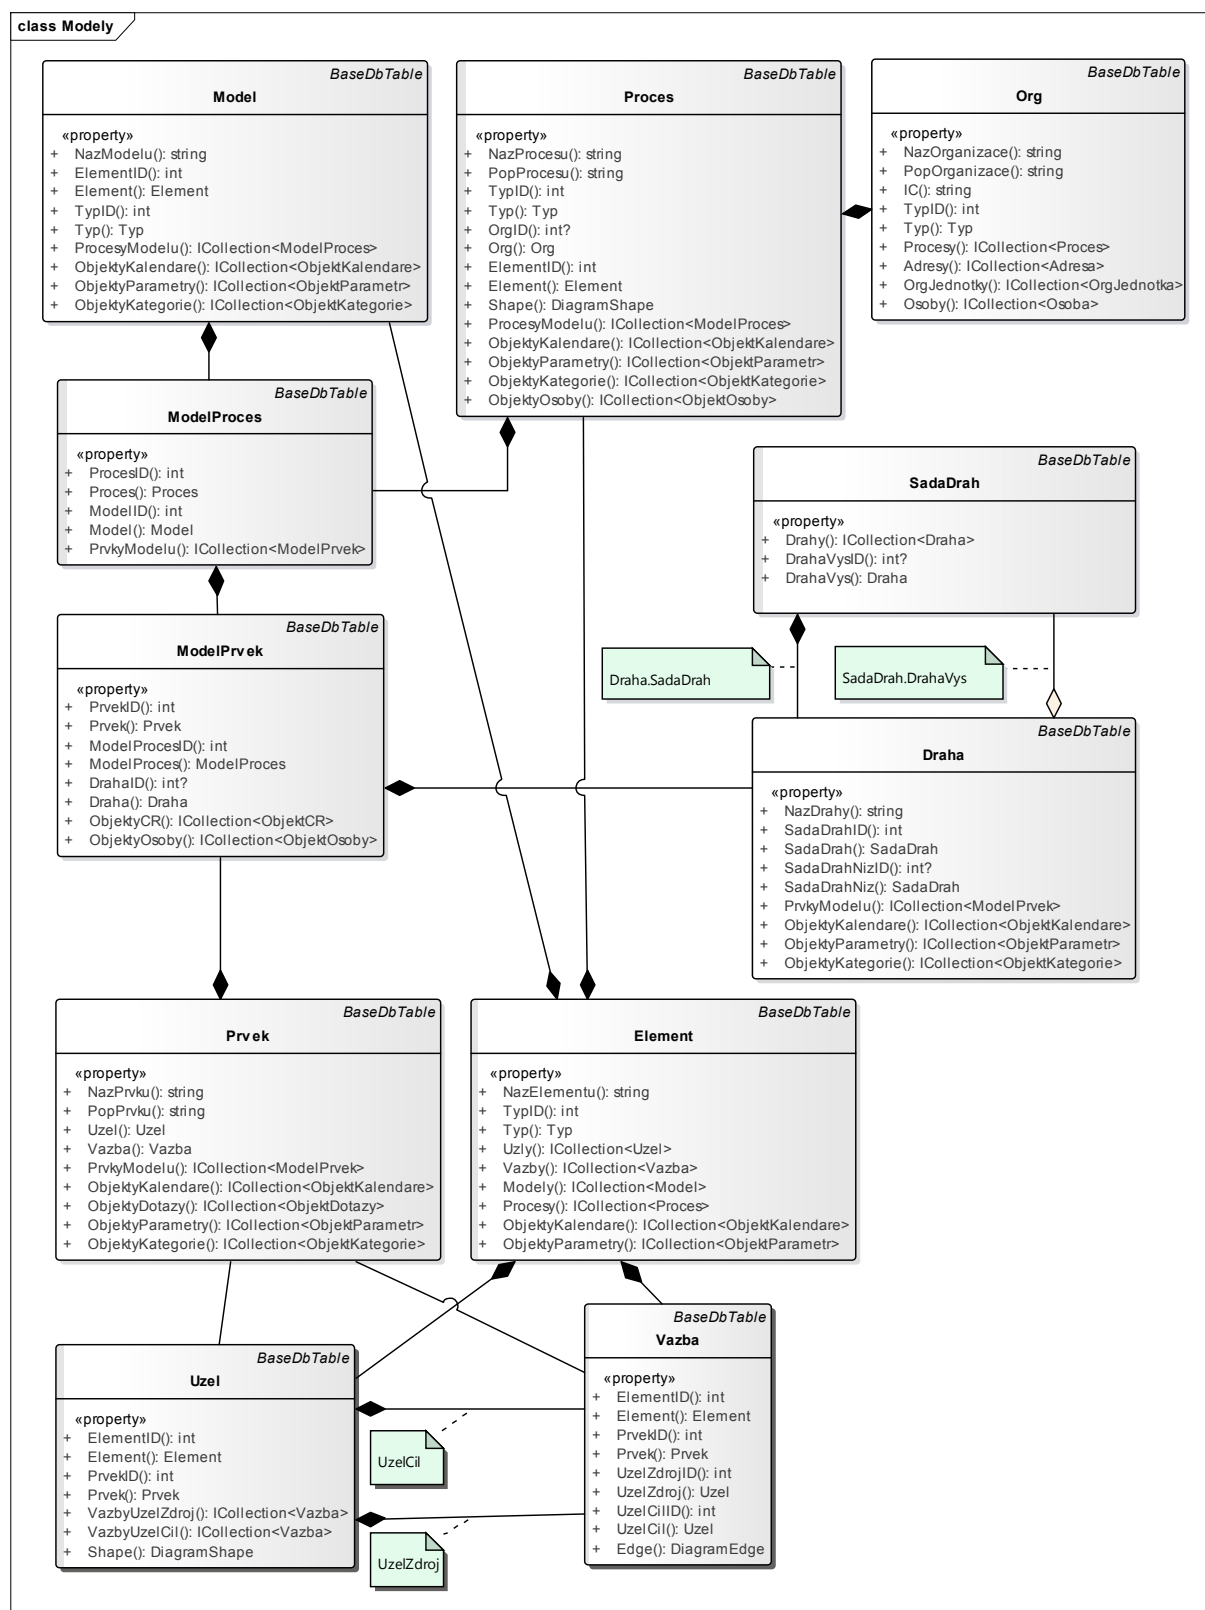 class Modely
BaseDbTable
Model
«property»
+ NazModelu(): string
+ ElementID(): int
+ Element(): Element
+ TypID(): int
+ Typ(): Typ
+ ProcesyModelu(): ICollection<ModelProces>
+ ObjektyKalendare(): ICollection<ObjektKalendare>
+ ObjektyParametry(): ICollection<ObjektParametr>
+ ObjektyKategorie(): ICollection<ObjektKategorie>
BaseDbTable
Proces
«property»
+ NazProcesu(): string
+ PopProcesu(): string
+ TypID(): int
+ Typ(): Typ
+ OrgID(): int?
+ Org(): Org
+ ElementID(): int
+ Element(): Element
+ Shape(): DiagramShape
+ ProcesyModelu(): ICollection<ModelProces>
+ ObjektyKalendare(): ICollection<ObjektKalendare>
+ ObjektyParametry(): ICollection<ObjektParametr>
+ ObjektyKategorie(): ICollection<ObjektKategorie>
+ ObjektyOsoby(): ICollection<ObjektOsoby>
BaseDbTable
Org
«property»
+ NazOrganizace(): string
+ PopOrganizace(): string
+ IC(): string
+ TypID(): int
+ Typ(): Typ
+ Procesy(): ICollection<Proces>
+ Adresy(): ICollection<Adresa>
+ OrgJednotky(): ICollection<OrgJednotka>
+ Osoby(): ICollection<Osoba>
BaseDbTable
ModelProces
«property»
+ ProcesID(): int
+ Proces(): Proces
+ ModelID(): int
+ Model(): Model
+ PrvkyModelu(): ICollection<ModelPrvek>
BaseDbTable
SadaDrah
«property»
+ Drahy(): ICollection<Draha>
+ DrahaVysID(): int?
+ DrahaVys(): Draha
BaseDbTable
ModelPrvek
«property»
+ PrvekID(): int
+ Prvek(): Prvek
+ ModelProcesID(): int
+ ModelProces(): ModelProces
+ DrahaID(): int?
+ Draha(): Draha
+ ObjektyCR(): ICollection<ObjektCR>
+ ObjektyOsoby(): ICollection<ObjektOsoby>
Draha.SadaDrah
SadaDrah.DrahaVys
BaseDbTable
Draha
«property»
+ NazDrahy(): string
+ SadaDrahID(): int
+ SadaDrah(): SadaDrah
+ SadaDrahNizID(): int?
+ SadaDrahNiz(): SadaDrah
+ PrvkyModelu(): ICollection<ModelPrvek>
+ ObjektyKalendare(): ICollection<ObjektKalendare>
+ ObjektyParametry(): ICollection<ObjektParametr>
+ ObjektyKategorie(): ICollection<ObjektKategorie>
BaseDbTable
Prvek
«property»
+ NazPrvku(): string
+ PopPrvku(): string
+ Uzel(): Uzel
+ Vazba(): Vazba
+ PrvkyModelu(): ICollection<ModelPrvek>
+ ObjektyKalendare(): ICollection<ObjektKalendare>
+ ObjektyDotazy(): ICollection<ObjektDotazy>
+ ObjektyParametry(): ICollection<ObjektParametr>
+ ObjektyKategorie(): ICollection<ObjektKategorie>
BaseDbTable
Element
«property»
+ NazElementu(): string
+ TypID(): int
+ Typ(): Typ
+ Uzly(): ICollection<Uzel>
+ Vazby(): ICollection<Vazba>
+ Modely(): ICollection<Model>
+ Procesy(): ICollection<Proces>
+ ObjektyKalendare(): ICollection<ObjektKalendare>
+ ObjektyParametry(): ICollection<ObjektParametr>
BaseDbTable
Uzel
«property»
+ ElementID(): int
+ Element(): Element
+ PrvekID(): int
+ Prvek(): Prvek
+ VazbyUzelZdroj(): ICollection<Vazba>
+ VazbyUzelCil(): ICollection<Vazba>
+ Shape(): DiagramShape
UzelCil
UzelZdroj
BaseDbTable
Vazba
«property»
+ ElementID(): int
+ Element(): Element
+ PrvekID(): int
+ Prvek(): Prvek
+ UzelZdrojID(): int
+ UzelZdroj(): Uzel
+ UzelCilID(): int
+ UzelCil(): Uzel
+ Edge(): DiagramEdge